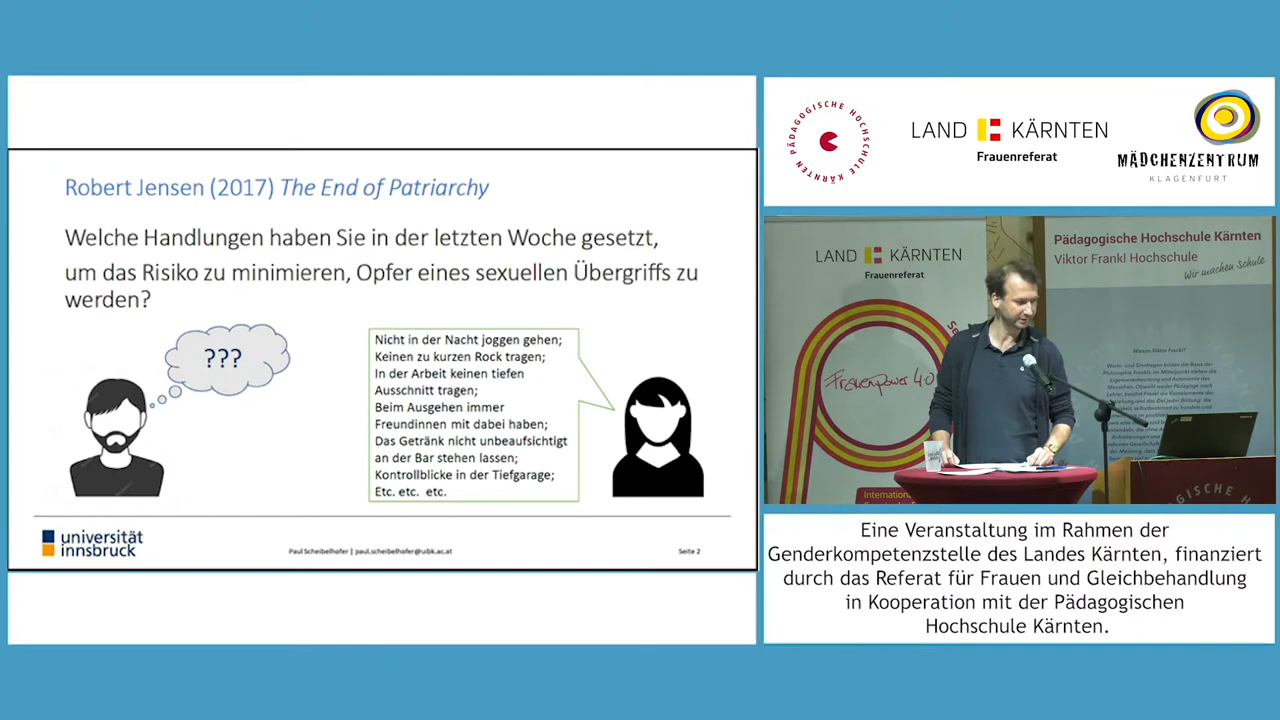 Robert Jensen (2017) The End of Patriarchy
Welche Handlungen haben Sie in der letzten Woche gesetzt,
um das Risiko zu minimieren, Opfer eines sexuellen Übergriffs zu
werden?
???
Nicht in der Nacht joggen gehen;
Keinen zu kurzen Rock tragen;
In der Arbeit keinen tiefen
Ausschnitt tragen;
Beim Ausgehen immer
Freundinnen mit dabei haben;
Das Getränk nicht unbeaufsichtigt
an der Bar stehen lassen;
Kontrollblicke in der Tiefgarage;
Etc. etc. etc.
universität
innsbruck
Paul Scheibelhofer | paul.scheibelhofer@uibk.ac.at
Seite 2
PÄDAGOGISCHE HOCHSCHULE KÄRNTEN
LAND KÄRNTEN
Frauenreferat
MÄDCHENZENTRUM
KLAGENFURT
LAND KÄRNTEN
Frauenreferat
Frauenpower 4.0
Internation
Pädagogische Hochschule Kärnten
Viktor Frankl Hochschule
Wir machen Schule
Warum Viktor Frankl?
Eine Veranstaltung im Rahmen der
Genderkompetenzstelle des Landes Kärnten, finanziert
durch das Referat für Frauen und Gleichbehandlung
in Kooperation mit der Pädagogischen
Hochschule Kärnten.